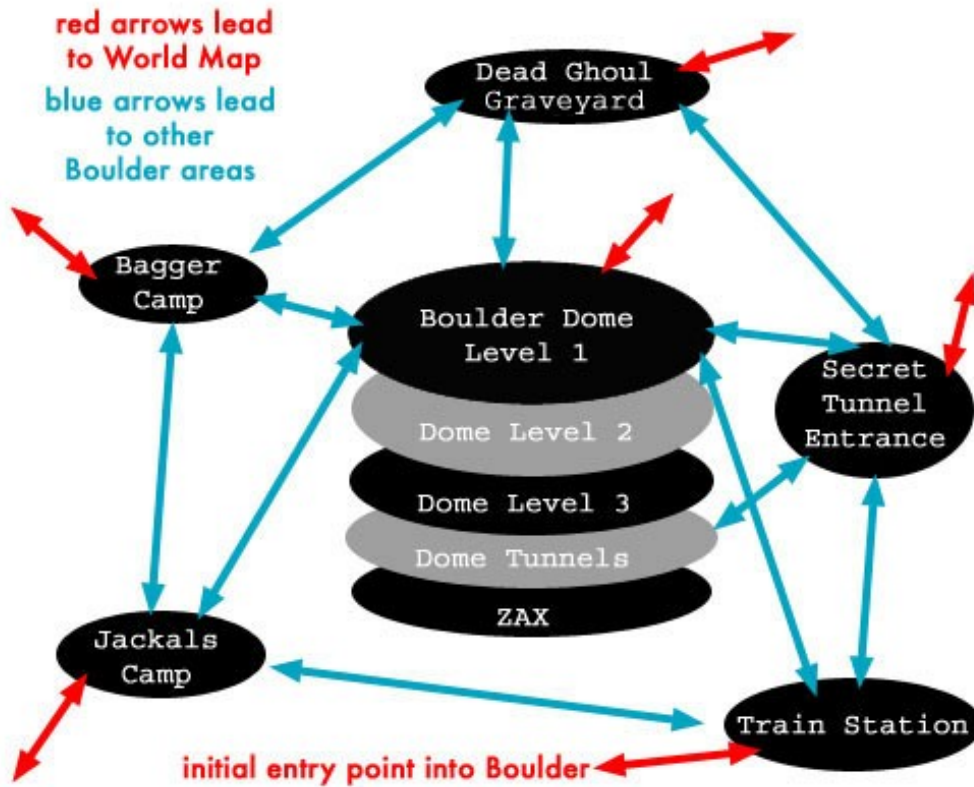 red arrows lead
to World Map
blue arrows lead
to other
Boulder areas
Dead Ghoul
Graveyard
Bagger
Camp
Boulder Dome
Level 1
Secret
Tunnel
Entrance
Dome Level 2
Dome Level 3
Dome Tunnels
ZAX
Jackals
Camp
Train Station
initial entry point into Boulder